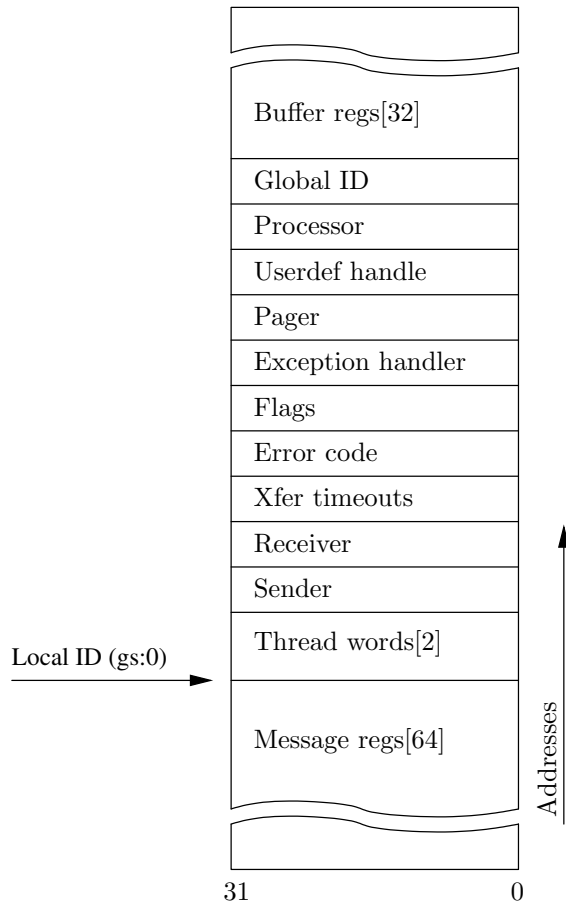 Buffer regs[32]
Global ID
Processor
Userdef handle
Pager
Exception handler
Flags
Error code
Xfer timeouts
Receiver
Sender
Thread words[2]
Local ID (gs:0)
Message regs[64]
Addresses
31 0